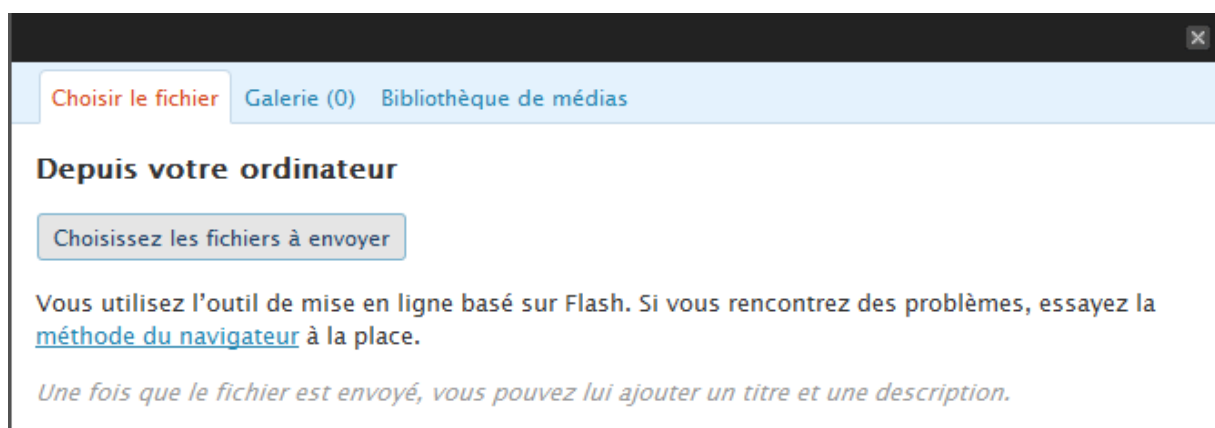 Choisir le fichier Galerie (0) Bibliothèque de médias
Depuis votre ordinateur
Choisissez les fichiers à envoyer
Vous utilisez l’outil de mise en ligne basé sur Flash. Si vous rencontrez des problèmes, essayez la
méthode du navigateur à la place.
Une fois que le fichier est envoyé, vous pouvez lui ajouter un titre et une description.